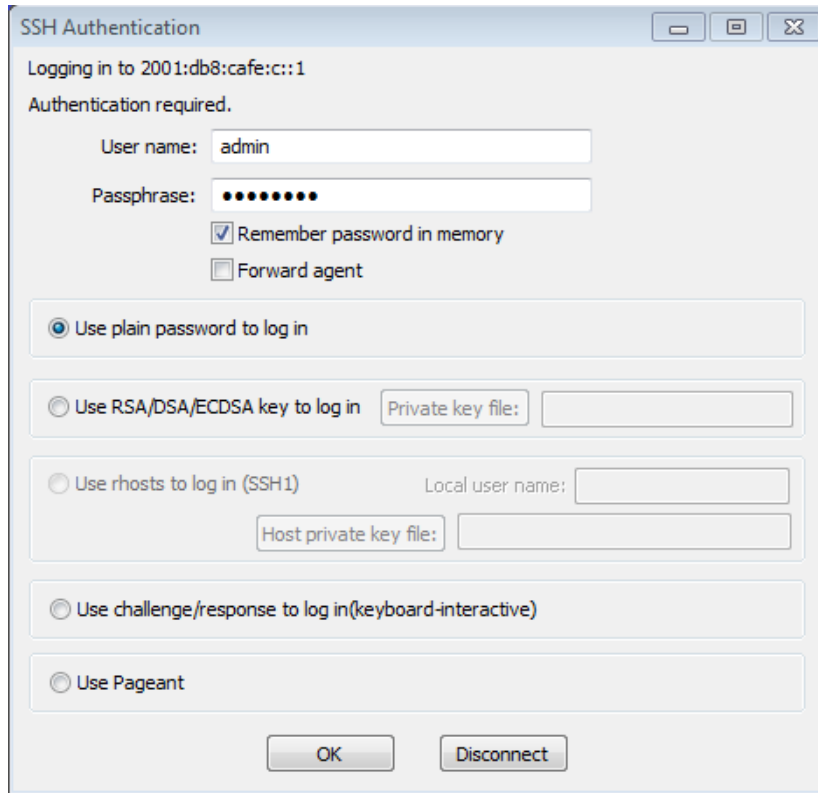 SSH Authentication
Logging in to 2001:db8:cafe:c::1
Authentication required.
User name: admin
Passphrase: ●●●●●●●●
Remember password in memory
Forward agent
Use plain password to log in
Use RSA/DSA/ECDSA key to log in Private key file:
Use rhosts to log in (SSH1) Local user name:
Host private key file:
Use challenge/response to log in(keyboard-interactive)
Use Pageant
OK Disconnect